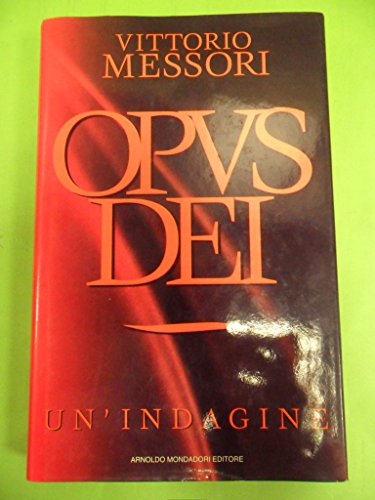 VITTORIO
MESSORI
OPVS
DEI
UN'INDAGINE
ARNOLDO MONDADORI EDITORE